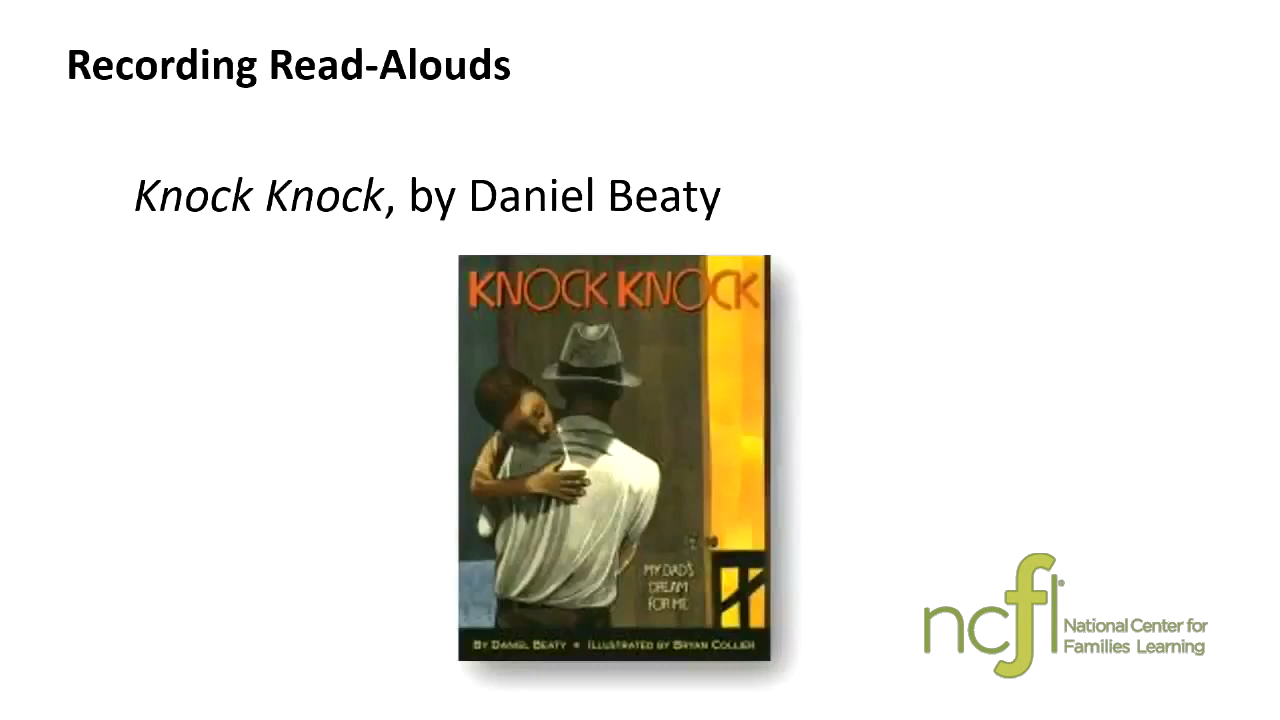 Recording Read-Alouds
Knock Knock, by Daniel Beaty
KNOCK KNOCK
MY DAD'S
DREAM
FOR ME
BY DANIEL BEATY • ILLUSTRATED BY BRYAN COLLIER
ncfl
National Center for
Families Learning